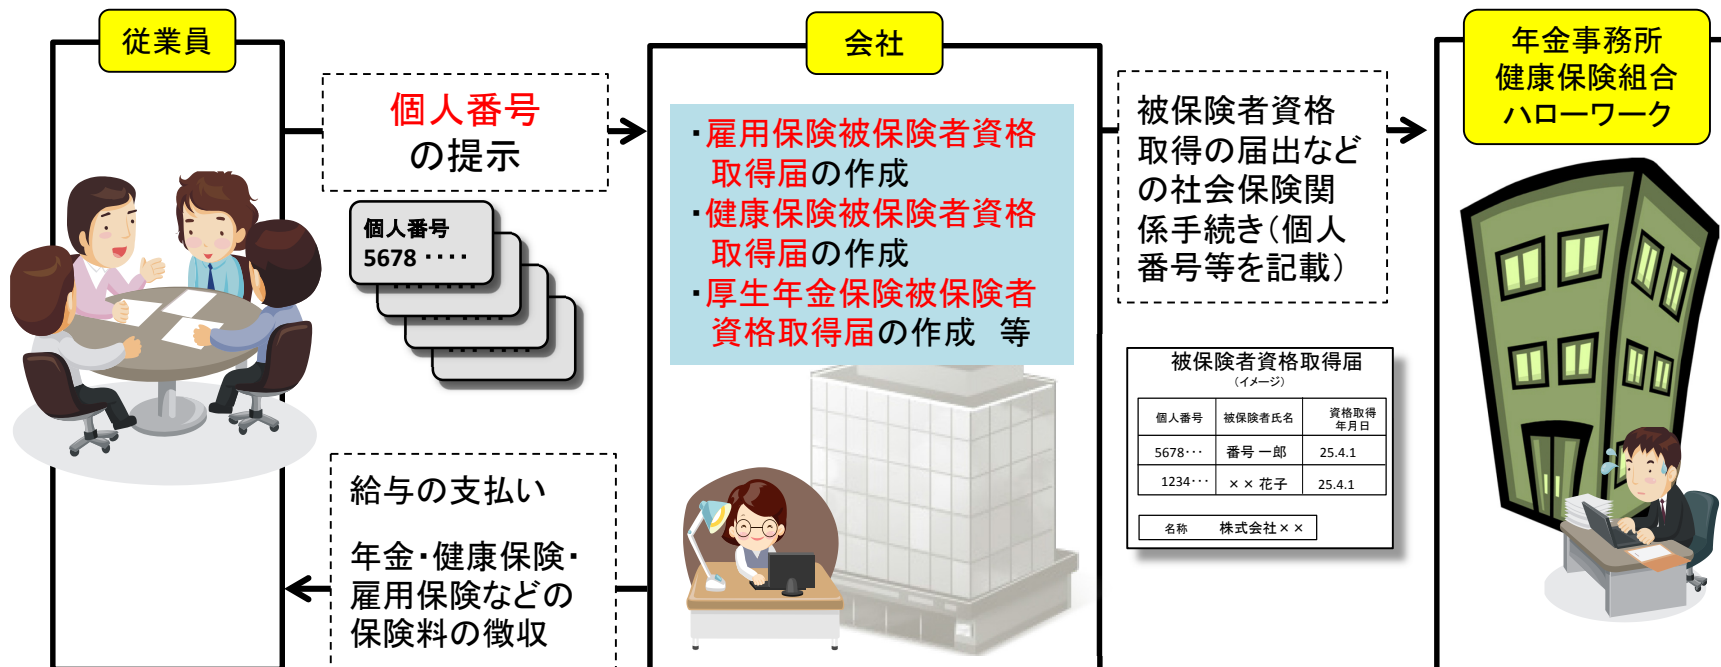 従業員
個人番号
の提示
個人番号
5678 ････
給与の支払い
年金・健康保険・
雇用保険などの
保険料の徴収
会社
・雇用保険被保険者資格
取得届の作成
・健康保険被保険者資格
取得届の作成
・厚生年金保険被保険者
資格取得届の作成　等
被保険者資格
取得の届出など
の社会保険関
係手続き（個人
番号等を記載）
被保険者資格取得届
（イメージ）
個人番号 被保険者氏名 資格取得
年月日
5678･･･ 番号 一郎 25.4.1
1234･･･ ×× 花子 25.4.1
名称 株式会社××
年金事務所
健康保険組合
ハローワーク